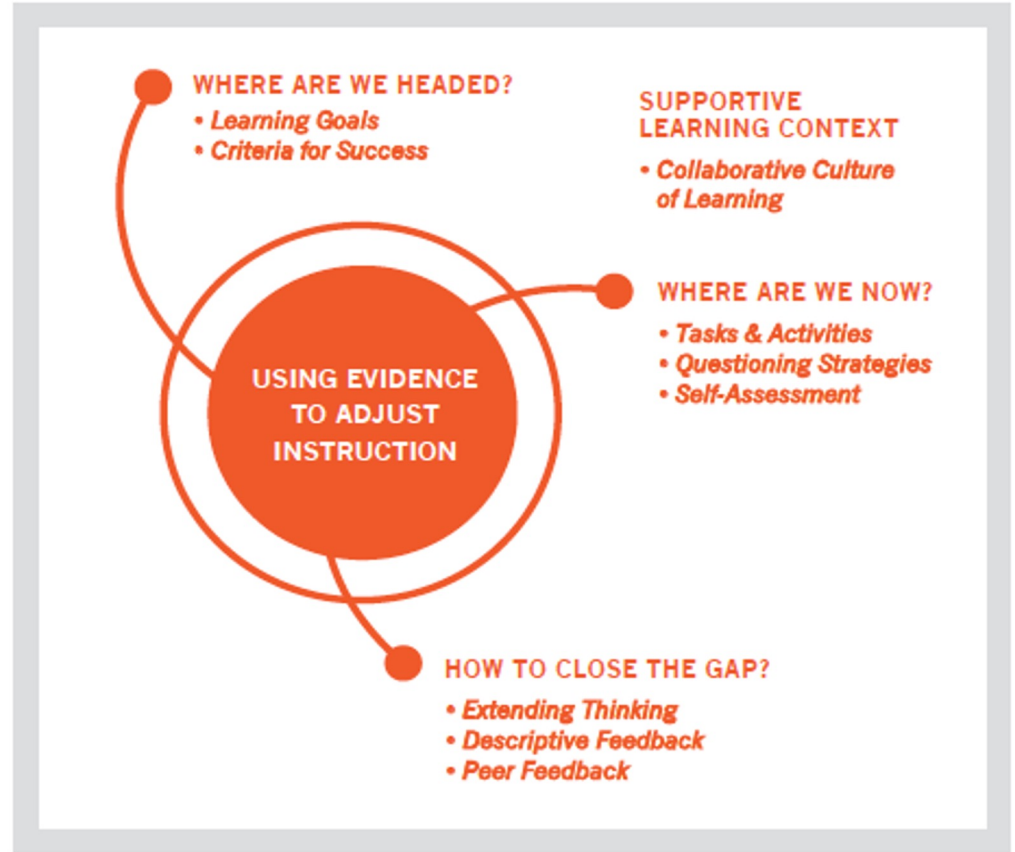 WHERE ARE WE HEADED?
• Learning Goals
• Criteria for Success
SUPPORTIVE
LEARNING CONTEXT
• Collaborative Culture
of Learning
WHERE ARE WE NOW?
• Tasks & Activities
• Questioning Strategies
• Self-Assessment
USING EVIDENCE
TO ADJUST
INSTRUCTION
HOW TO CLOSE THE GAP?
• Extending Thinking
• Descriptive Feedback
• Peer Feedback